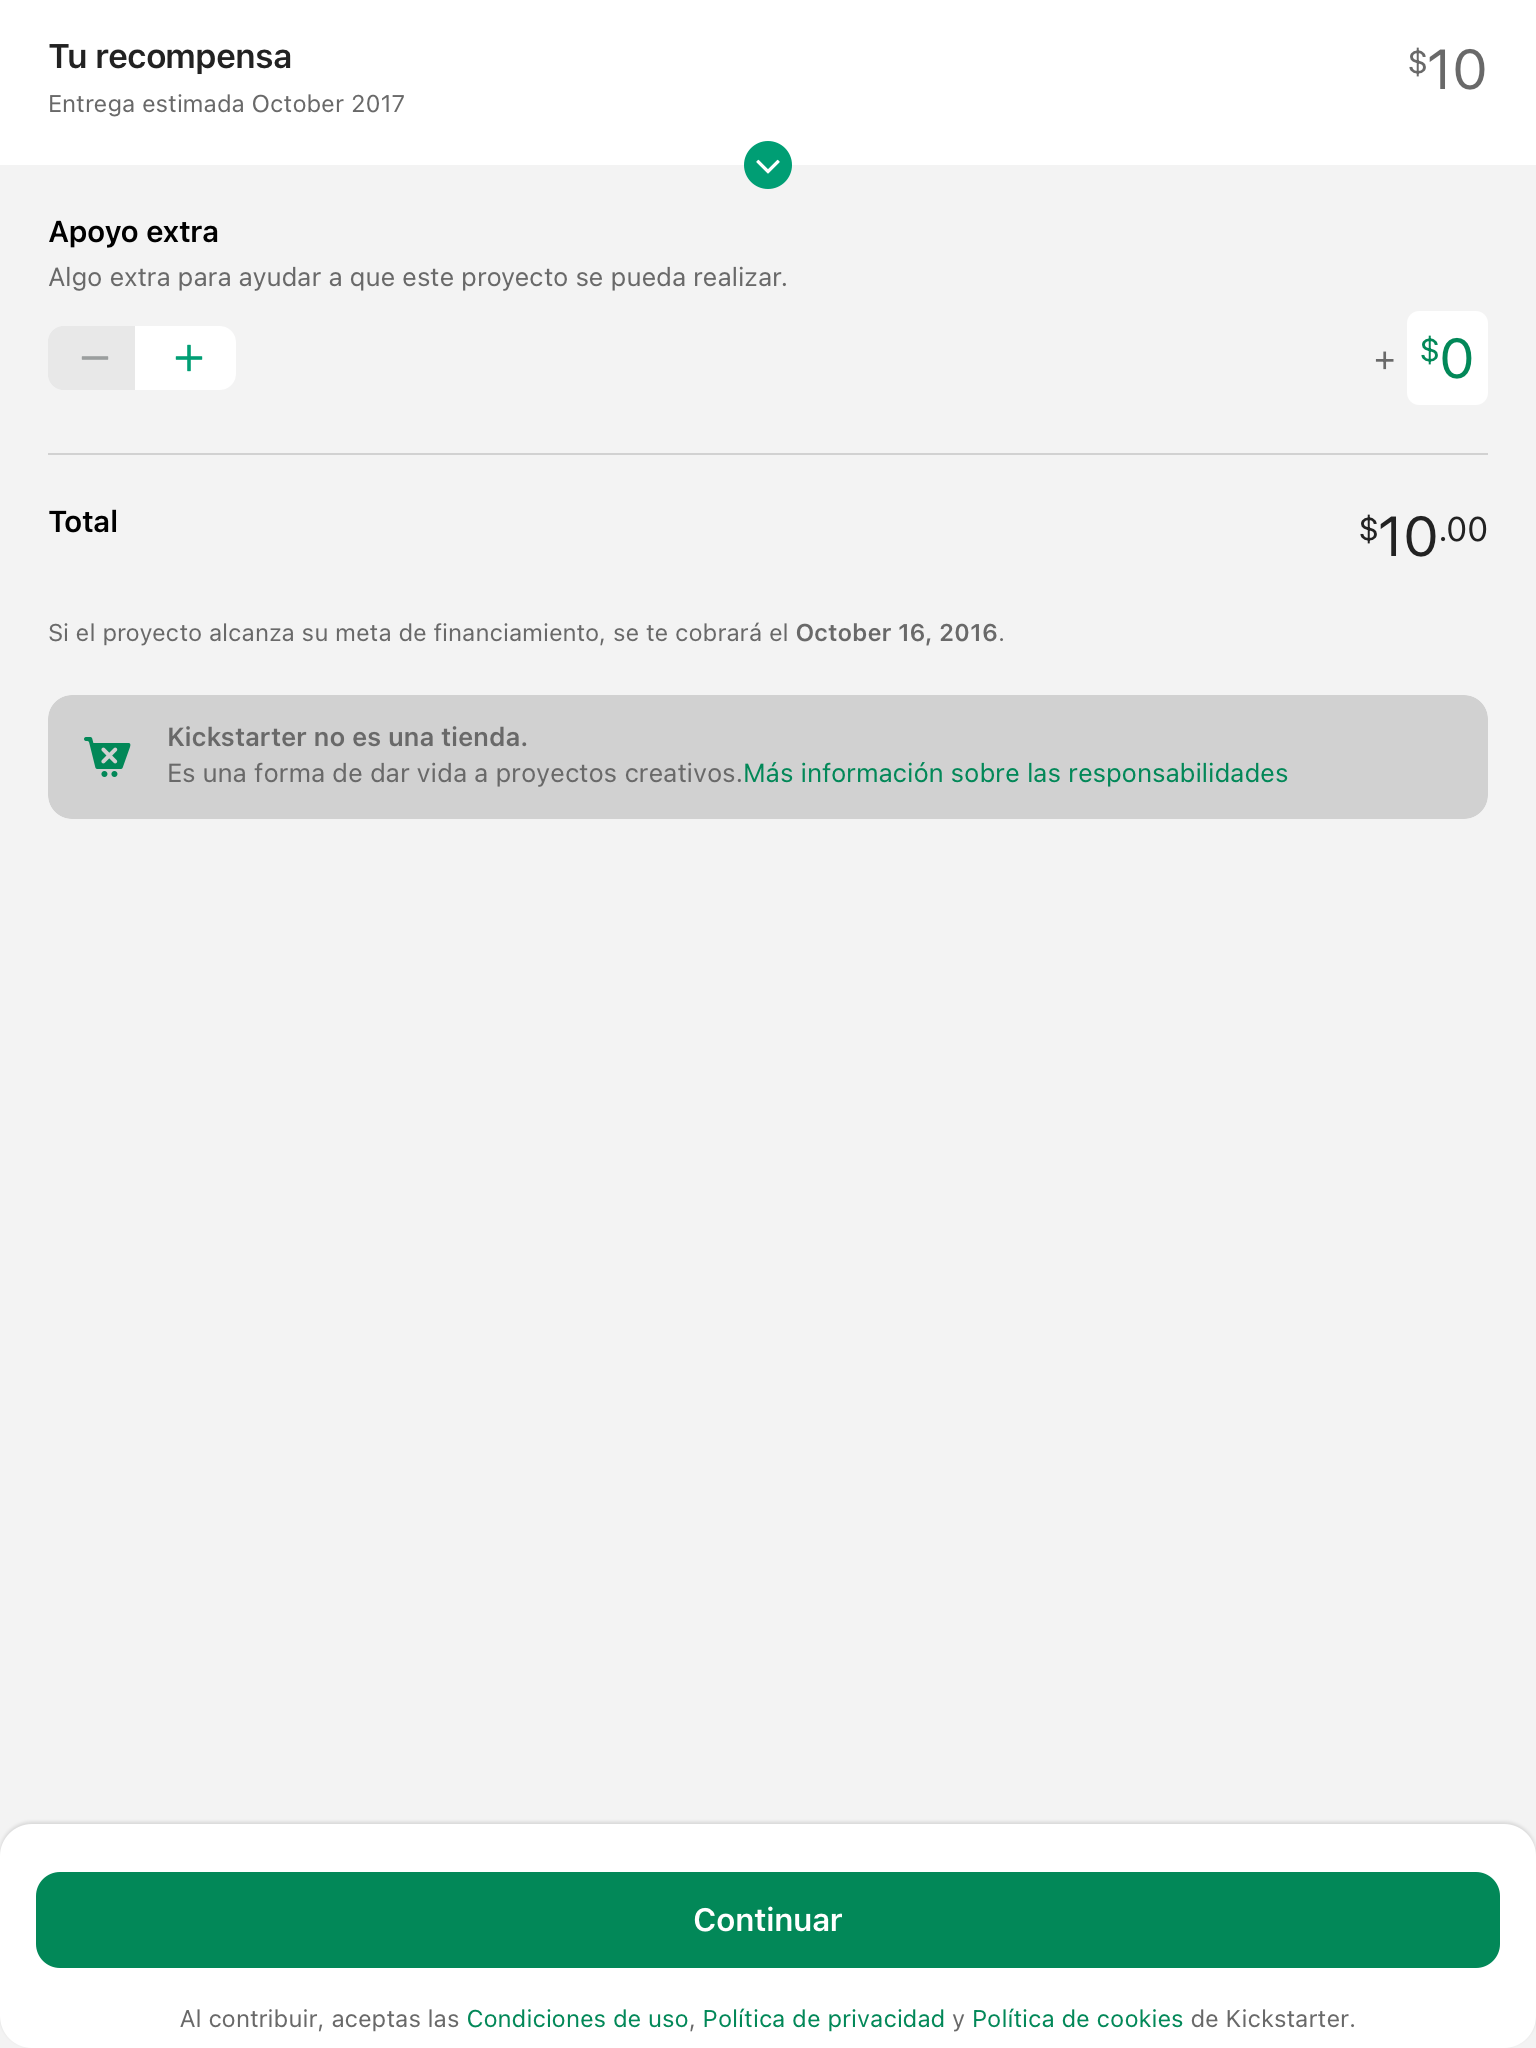 Tu recompensa
$10
Entrega estimada October 2017
Apoyo extra
Algo extra para ayudar a que este proyecto se pueda realizar.
+ $0
Total
$10.00
Si el proyecto alcanza su meta de financiamiento, se te cobrará el October 16, 2016.
Kickstarter no es una tienda.
Es una forma de dar vida a proyectos creativos.Más información sobre las responsabilidades
Continuar
Al contribuir, aceptas las Condiciones de uso, Política de privacidad y Política de cookies de Kickstarter.